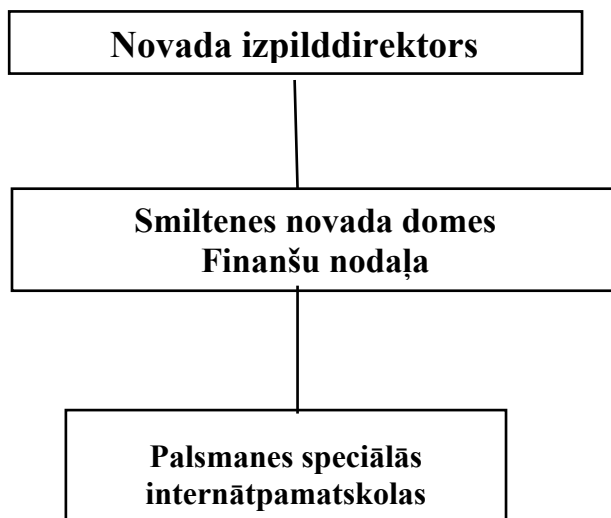 Novada izpilddirektors
Smiltenes novada domes
Finanšu nodaļa
Palsmanes speciālās
internātpamatskolas